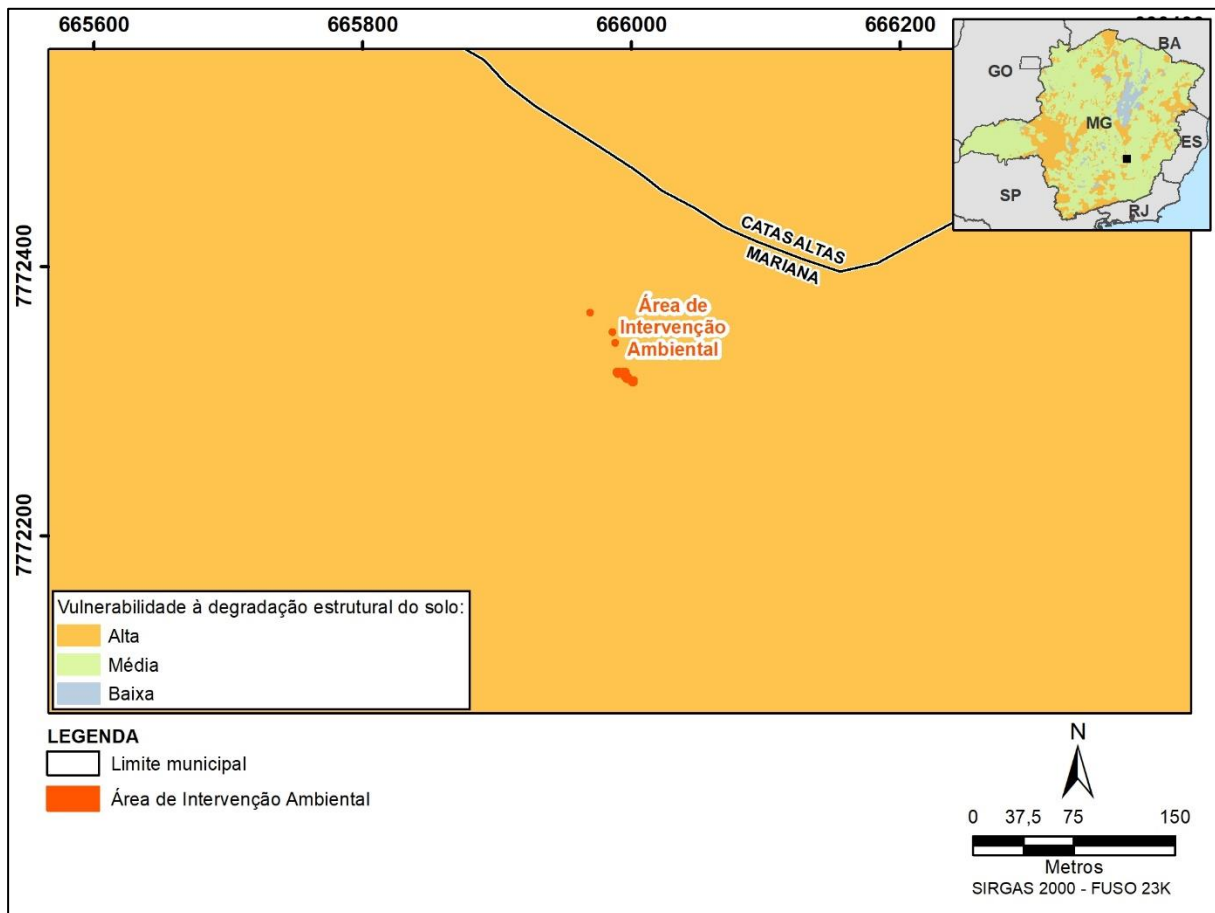 665600
665800
666000
666200
BA
GO
MG
ES
SP
RJ
7772400
7772200
CATAS ALTAS
MARIANA
Área de
Intervenção
Ambiental
Vulnerabilidade à degradação estrutural do solo:
Alta
Média
Baixa
LEGENDA
Limite municipal
Área de Intervenção Ambiental
N
0 37,5 75 150
Metros
SIRGAS 2000 - FUSO 23K